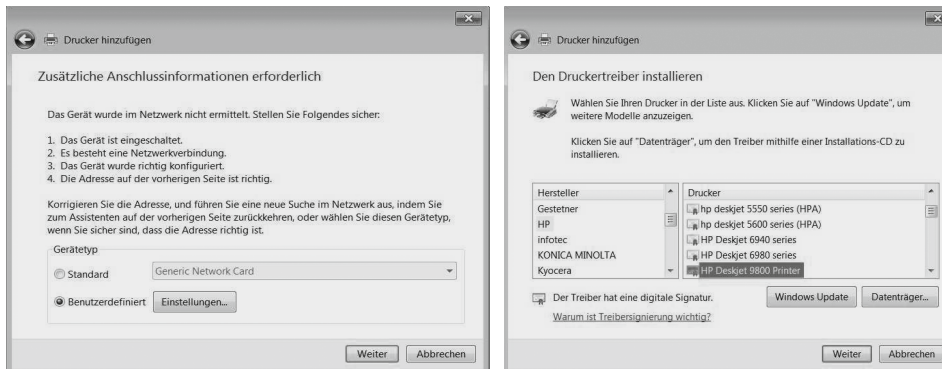 Drucker hinzufügen
Zusätzliche Anschlussinformationen erforderlich
Das Gerät wurde im Netzwerk nicht ermittelt. Stellen Sie Folgendes sicher:
1. Das Gerät ist eingeschaltet.
2. Es besteht eine Netzwerkverbindung.
3. Das Gerät wurde richtig konfiguriert.
4. Die Adresse auf der vorherigen Seite ist richtig.
Korrigieren Sie die Adresse, und führen Sie eine neue Suche im Netzwerk aus, indem Sie
zum Assistenten auf der vorherigen Seite zurückkehren, oder wählen Sie diesen Gerätetyp,
wenn Sie sicher sind, dass die Adresse richtig ist.
Gerätetyp
Standard Generic Network Card
Benutzerdefiniert Einstellungen...
Weiter Abbrechen
Drucker hinzufügen
Den Druckertreiber installieren
Wählen Sie Ihren Drucker in der Liste aus. Klicken Sie auf "Windows Update", um
weitere Modelle anzuzeigen.
Klicken Sie auf "Datenträger", um den Treiber mithilfe einer Installations-CD zu
installieren.
Hersteller Drucker
Gestetner hp deskjet 5550 series (HPA)
HP hp deskjet 5600 series (HPA)
infotec HP Deskjet 6940 series
KONICA MINOLTA HP Deskjet 6980 series
Kyocera HP Deskjet 9800 Printer
Der Treiber hat eine digitale Signatur. Windows Update Datenträger...
Warum ist Treibersignierung wichtig?
Weiter Abbrechen